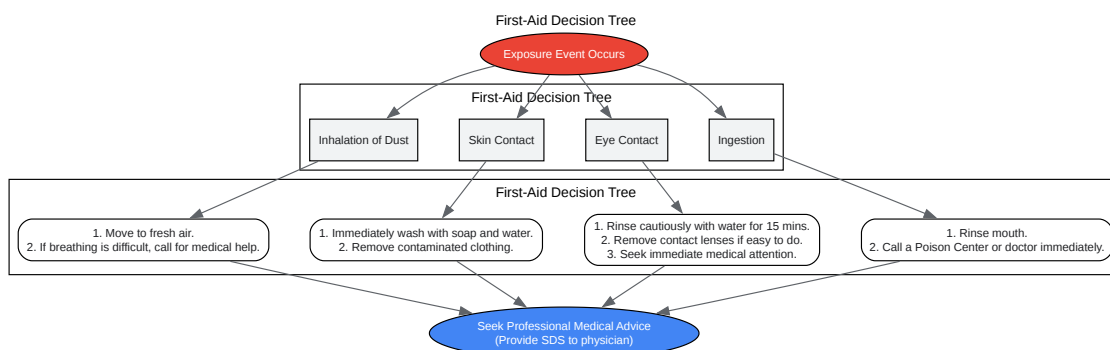 First-Aid Decision Tree
Exposure Event Occurs
First-Aid Decision Tree
Inhalation of Dust
Skin Contact
Eye Contact
Ingestion
First-Aid Decision Tree
1. Move to fresh air.
2. If breathing is difficult, call for medical help.
1. Immediately wash with soap and water.
2. Remove contaminated clothing.
1. Rinse cautiously with water for 15 mins.
2. Remove contact lenses if easy to do.
3. Seek immediate medical attention.
1. Rinse mouth.
2. Call a Poison Center or doctor immediately.
Seek Professional Medical Advice
(Provide SDS to physician)